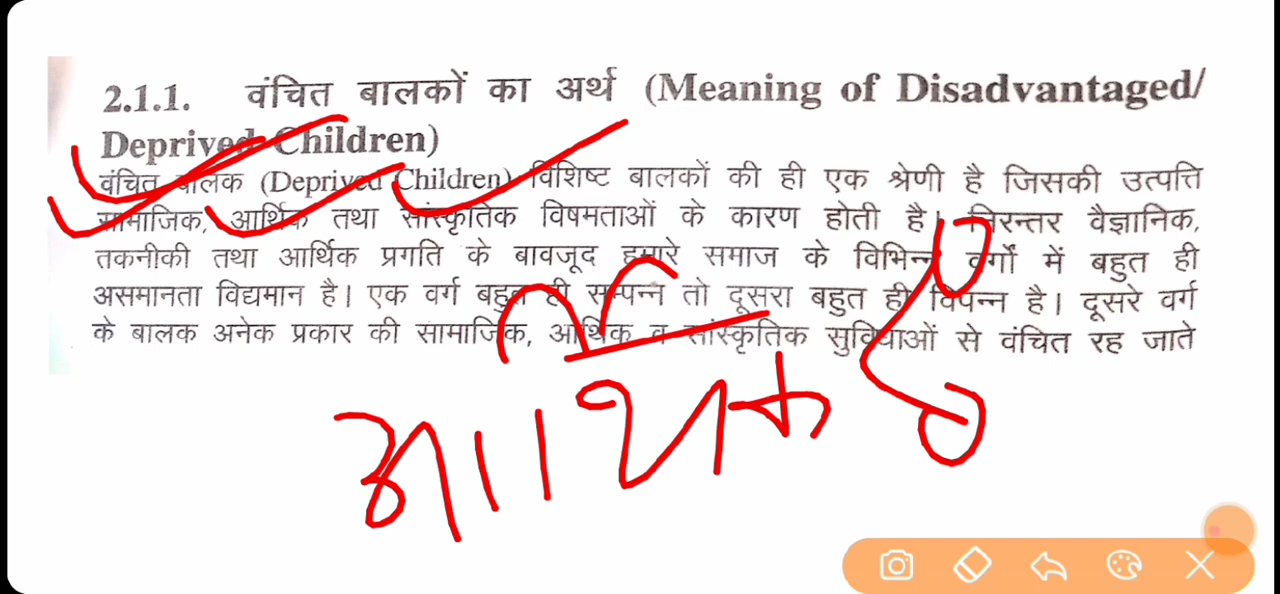 2.1.1. वंचित बालकों का अर्थ (Meaning of Disadvantaged/
Deprived Children)
वंचित बालक (Deprived Children) विशिष्ट बालकों की ही एक श्रेणी है जिसकी उत्पत्ति
सामाजिक, आर्थिक तथा सांस्कृतिक विषमताओं के कारण होती है। निरन्तर वैज्ञानिक,
तकनीकी तथा आर्थिक प्रगति के बावजूद हमारे समाज के विभिन्न वर्गों में बहुत ही
असमानता विद्यमान है। एक वर्ग बहुत ही सम्पन्न तो दूसरा बहुत ही विपन्न है। दूसरे वर्ग
के बालक अनेक प्रकार की सामाजिक, आर्थिक व सांस्कृतिक सुविधाओं से वंचित रह जाते
आर्थिक